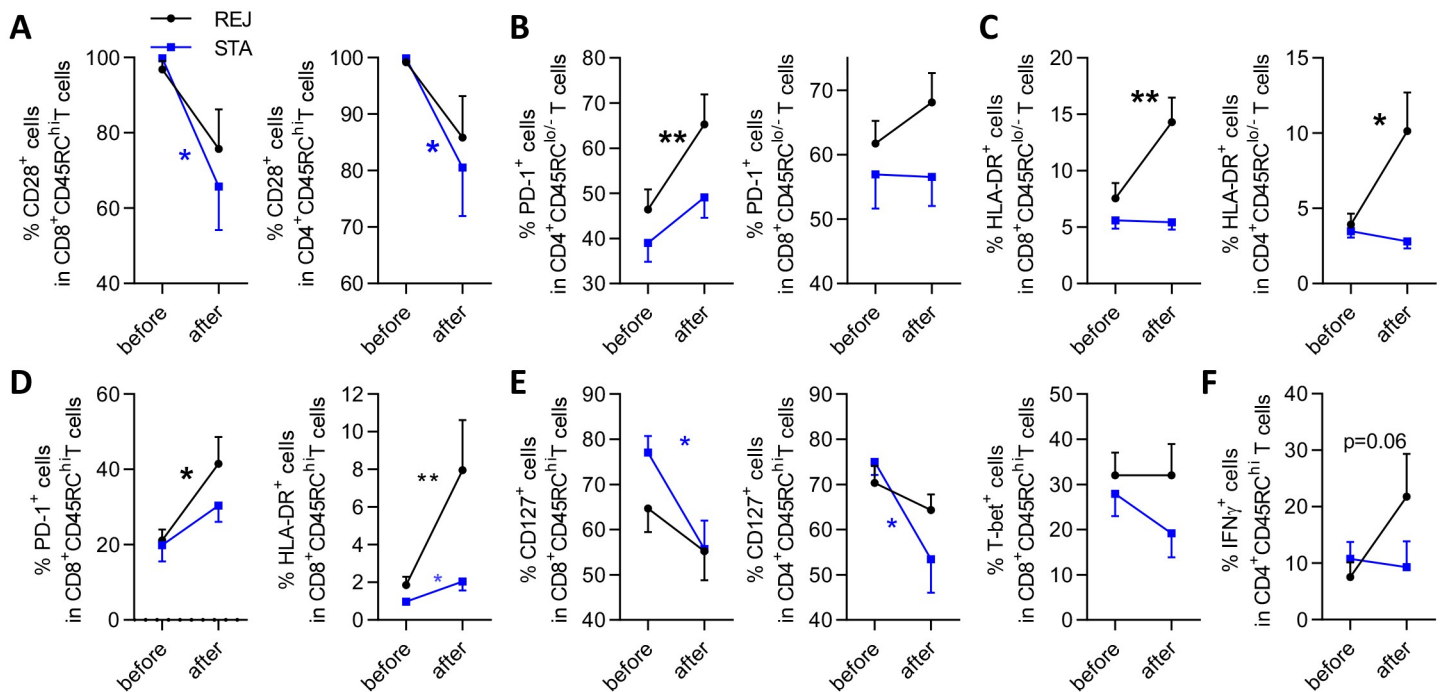 A
REJ
STA
% CD28⁺ cells
in CD8⁺CD45RCʰⁱT cells
100
80
60
40
before
after
*
% CD28⁺ cells
in CD4⁺CD45RCʰⁱT cells
100
90
80
70
60
before
after
*
B
% PD-1⁺ cells
in CD4⁺CD45RCˡᵒ/⁻ T cells
80
70
60
50
40
30
before
after
**
% PD-1⁺ cells
in CD8⁺CD45RCˡᵒ/⁻ T cells
70
60
50
40
before
after
C
% HLA-DR⁺ cells
in CD8⁺CD45RCˡᵒ/⁻ T cells
20
15
10
5
0
before
after
**
% HLA-DR⁺ cells
in CD4⁺CD45RCˡᵒ/⁻ T cells
15
10
5
0
before
after
*
D
% PD-1⁺ cells
in CD8⁺CD45RCʰⁱT cells
60
40
20
0
before
after
*
% HLA-DR⁺ cells
in CD8⁺CD45RCʰⁱT cells
12
10
8
6
4
2
0
before
after
**
*
E
% CD127⁺ cells
in CD8⁺CD45RCʰⁱT cells
90
80
70
60
50
40
before
after
*
% CD127⁺ cells
in CD4⁺CD45RCʰⁱT cells
90
80
70
60
50
40
before
after
*
% T-bet⁺ cells
in CD8⁺CD45RCʰⁱT cells
50
40
30
20
10
0
before
after
F
% IFNγ⁺ cells
in CD4⁺CD45RCʰⁱ T cells
40
30
20
10
0
before
after
p=0.06